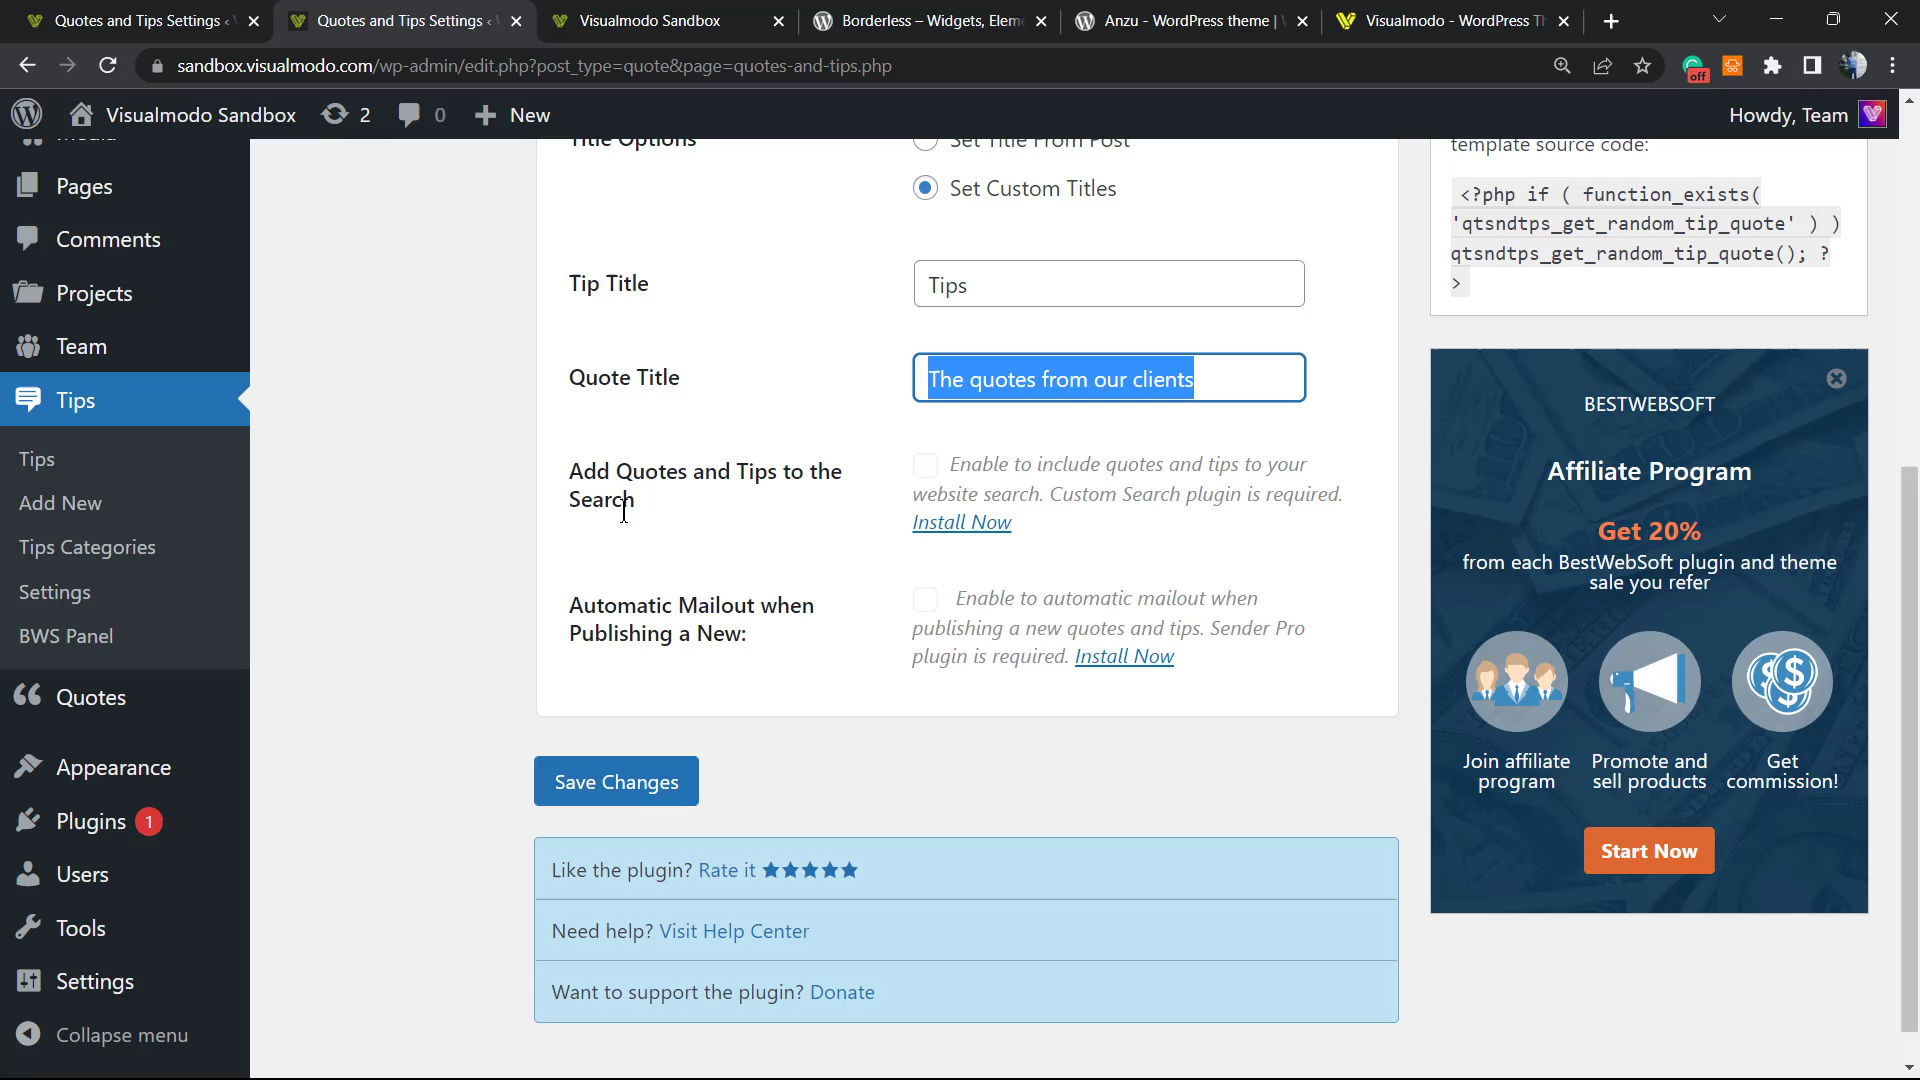 Quotes and Tips Settings ‹
Quotes and Tips Settings ‹
Visualmodo Sandbox
Borderless – Widgets, Elem
Anzu - WordPress theme |
Visualmodo - WordPress Th
sandbox.visualmodo.com/wp-admin/edit.php?post_type=quote&page=quotes-and-tips.php
off
Visualmodo Sandbox
2
0
New
Howdy, Team
Media
Pages
Comments
Projects
Team
Tips
Tips
Add New
Tips Categories
Settings
BWS Panel
Quotes
Appearance
Plugins 1
Users
Tools
Settings
Collapse menu
Title Options
Set Title From Post
Set Custom Titles
Tip Title
Tips
Quote Title
The quotes from our clients
Add Quotes and Tips to the
Search
Enable to include quotes and tips to your
website search. Custom Search plugin is required.
Install Now
Automatic Mailout when
Publishing a New:
Enable to automatic mailout when
publishing a new quotes and tips. Sender Pro
plugin is required. Install Now
Save Changes
Like the plugin? Rate it
Need help? Visit Help Center
Want to support the plugin? Donate
template source code:
<?php if ( function_exists(
'qtsndtps_get_random_tip_quote' ) )
qtsndtps_get_random_tip_quote(); ?
>
BESTWEBSOFT
Affiliate Program
Get 20%
from each BestWebSoft plugin and theme
sale you refer
Join affiliate
program
Promote and
sell products
Get
commission!
Start Now